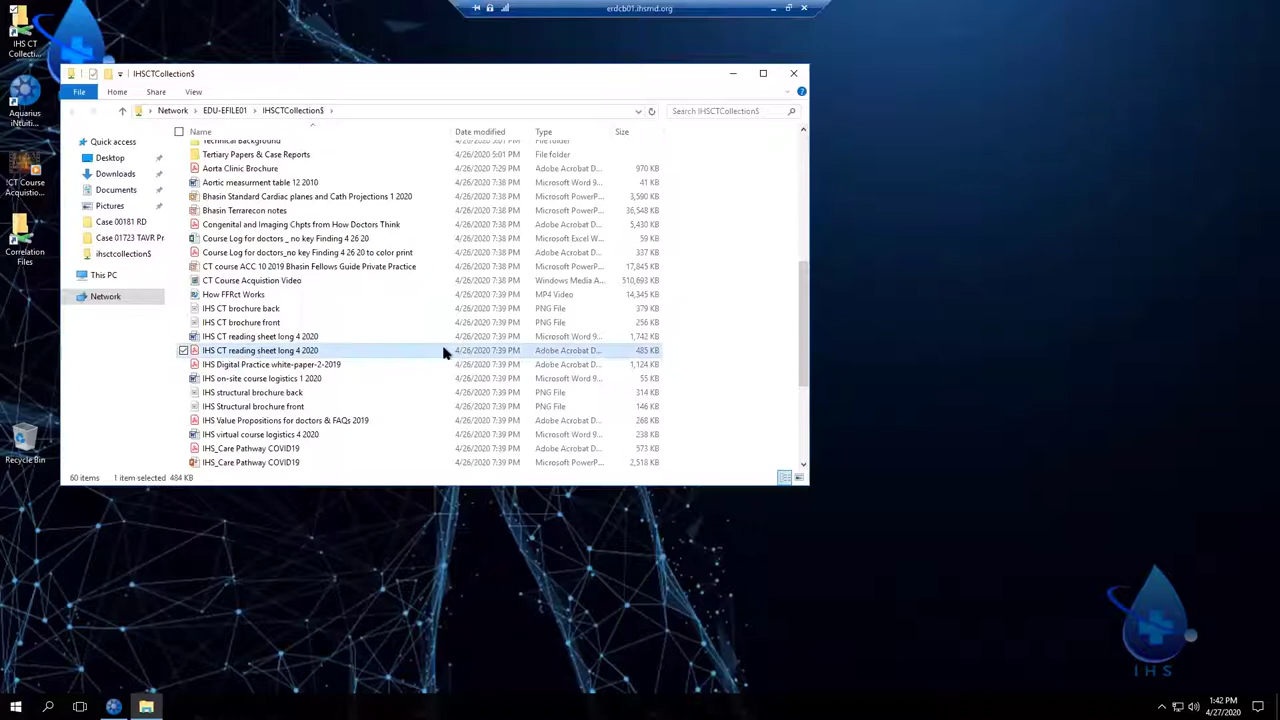 erdcb01.ihsmd.org
IHS CT
Collecti...
Aquarius
iNtuiti...
!CT Course
Acquistio...
Correlation
Files
Recycle Bin
IHSCTCollection$
File Home Share View
Network > EDU-EFILE01 > IHSCTCollection$ >
Search IHSCTCollection$
Quick access
Desktop
Downloads
Documents
Pictures
Case 00181 RD
Case 01723 TAVR Pr
ihsctcollection$
This PC
Network
Name Date modified Type Size
Technical Background 4/26/2020 5:01 PM File folder
Tertiary Papers & Case Reports 4/26/2020 5:01 PM File folder
Aorta Clinic Brochure 4/26/2020 7:29 PM Adobe Acrobat D... 970 KB
Aortic measurment table 12 2010 4/26/2020 7:38 PM Microsoft Word 9... 41 KB
Bhasin Standard Cardiac planes and Cath Projections 1 2020 4/26/2020 7:38 PM Microsoft PowerP... 3,590 KB
Bhasin Terrarecon notes 4/26/2020 7:38 PM Microsoft PowerP... 36,548 KB
Congenital and Imaging Chpts from How Doctors Think 4/26/2020 7:38 PM Adobe Acrobat D... 5,430 KB
Course Log for doctors _ no key Finding 4 26 20 4/26/2020 7:38 PM Microsoft Excel W... 59 KB
Course Log for doctors_no key Finding 4 26 20 to color print 4/26/2020 7:38 PM Adobe Acrobat D... 337 KB
CT course ACC 10 2019 Bhasin Fellows Guide Private Practice 4/26/2020 7:38 PM Microsoft PowerP... 17,845 KB
CT Course Acquistion Video 4/26/2020 7:38 PM Windows Media A... 510,693 KB
How FFRct Works 4/26/2020 7:39 PM MP4 Video 14,345 KB
IHS CT brochure back 4/26/2020 7:39 PM PNG File 379 KB
IHS CT brochure front 4/26/2020 7:39 PM PNG File 256 KB
IHS CT reading sheet long 4 2020 4/26/2020 7:39 PM Microsoft Word 9... 1,742 KB
IHS CT reading sheet long 4 2020 4/26/2020 7:39 PM Adobe Acrobat D... 485 KB
IHS Digital Practice white-paper-2-2019 4/26/2020 7:39 PM Adobe Acrobat D... 1,124 KB
IHS on-site course logistics 1 2020 4/26/2020 7:39 PM Microsoft Word 9... 55 KB
IHS structural brochure back 4/26/2020 7:39 PM PNG File 314 KB
IHS Structural brochure front 4/26/2020 7:39 PM PNG File 146 KB
IHS Value Propositions for doctors & FAQs 2019 4/26/2020 7:39 PM Adobe Acrobat D... 268 KB
IHS virtual course logistics 4 2020 4/26/2020 7:39 PM Microsoft Word 9... 238 KB
IHS_Care Pathway COVID19 4/26/2020 7:39 PM Adobe Acrobat D... 573 KB
IHS_Care Pathway COVID19 4/26/2020 7:39 PM Microsoft PowerP... 2,518 KB
60 items 1 item selected 484 KB
IHS
1:42 PM
4/27/2020